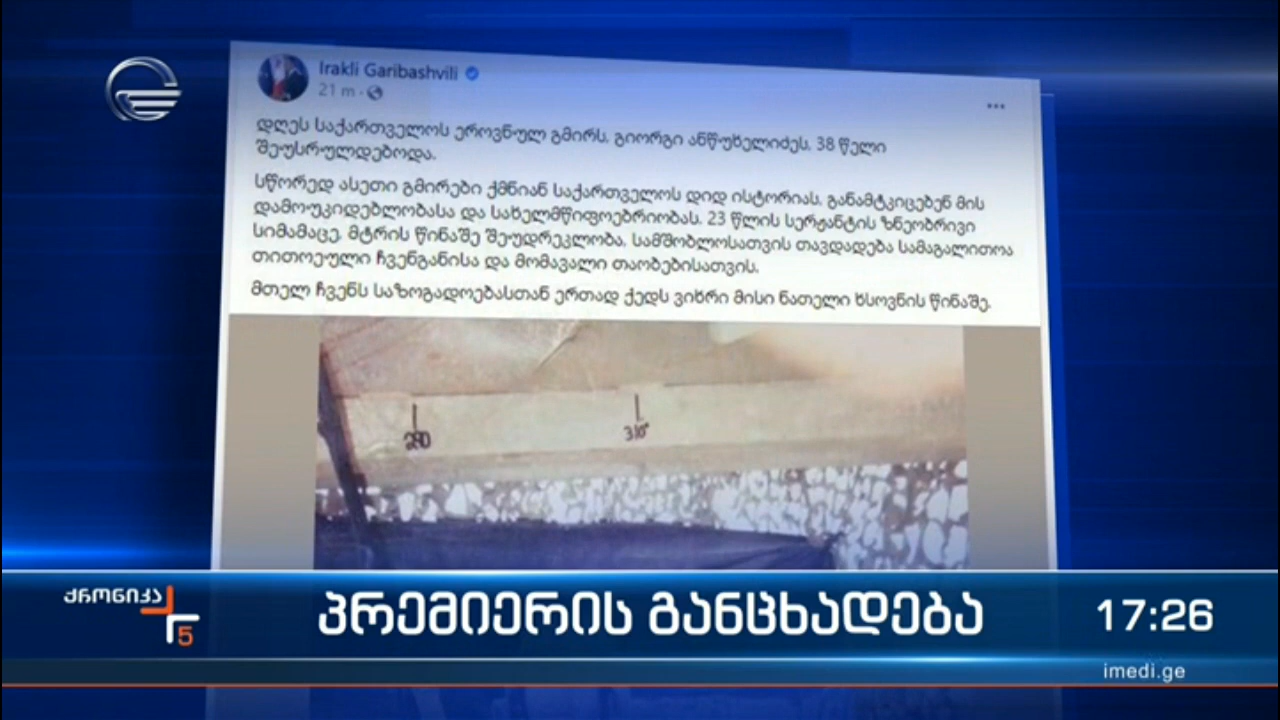 Irakli Garibashvili
21 m
დღეს საქართველოს ეროვნულ გმირს, გიორგი ანწუხელიძეს, 38 წელი
შეუსრულდებოდა.
სწორედ ასეთი გმირები ქმნიან საქართველოს დიდ ისტორიას, განამტკიცებენ მის
დამოუკიდებლობასა და სახელმწიფოებრიობას. 23 წლის სერჟანტის ზნეობრივი
სიმამაცე, მტრის წინაშე შეუდრეკლობა, სამშობლოსათვის თავდადება სამაგალითოა
თითოეული ჩვენგანისა და მომავალი თაობებისათვის.
მთელ ჩვენს საზოგადოებასთან ერთად ქედს ვიხრი მისი ნათელი ხსოვნის წინაშე.
280
310°
ქრონიკა
5
პრემიერის განცხადება
17:26
imedi.ge